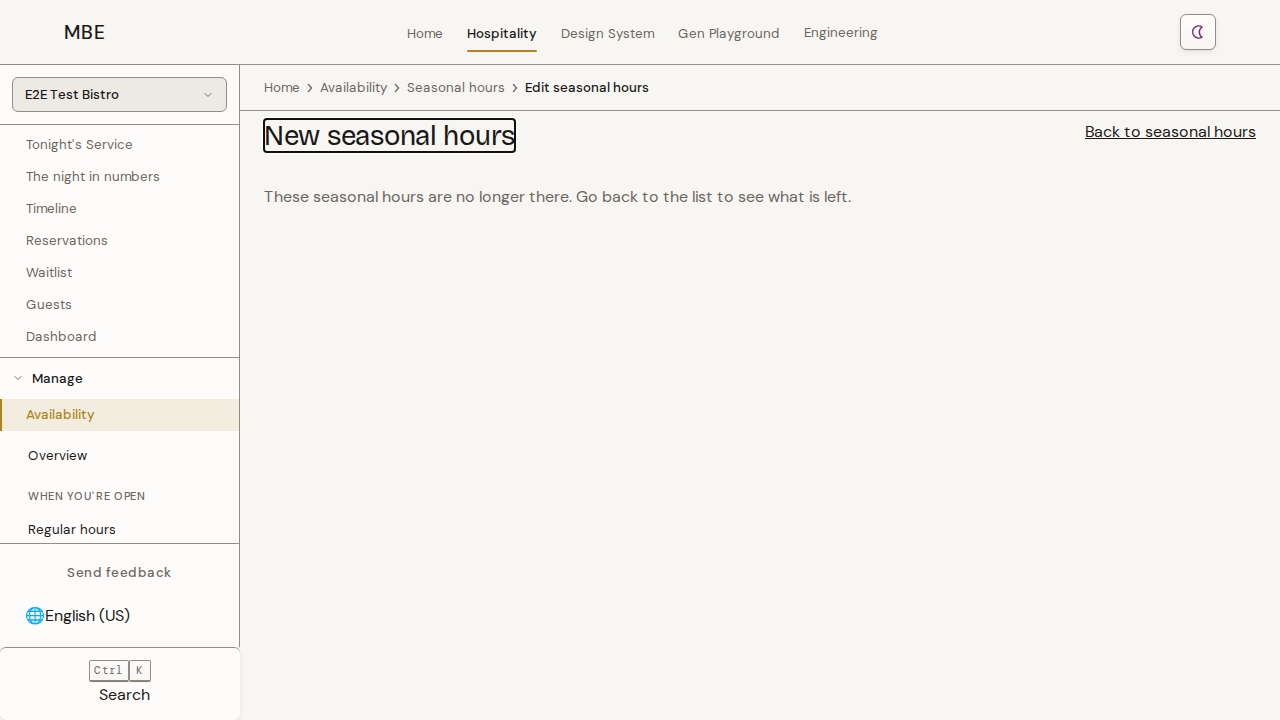 MBE
Home
Hospitality
Design System
Gen Playground
Engineering
E2E Test Bistro
Tonight's Service
The night in numbers
Timeline
Reservations
Waitlist
Guests
Dashboard
Manage
Availability
Overview
WHEN YOU'RE OPEN
Regular hours
Send feedback
English (US)
Ctrl K
Search
Home > Availability > Seasonal hours > Edit seasonal hours
New seasonal hours
Back to seasonal hours
These seasonal hours are no longer there. Go back to the list to see what is left.